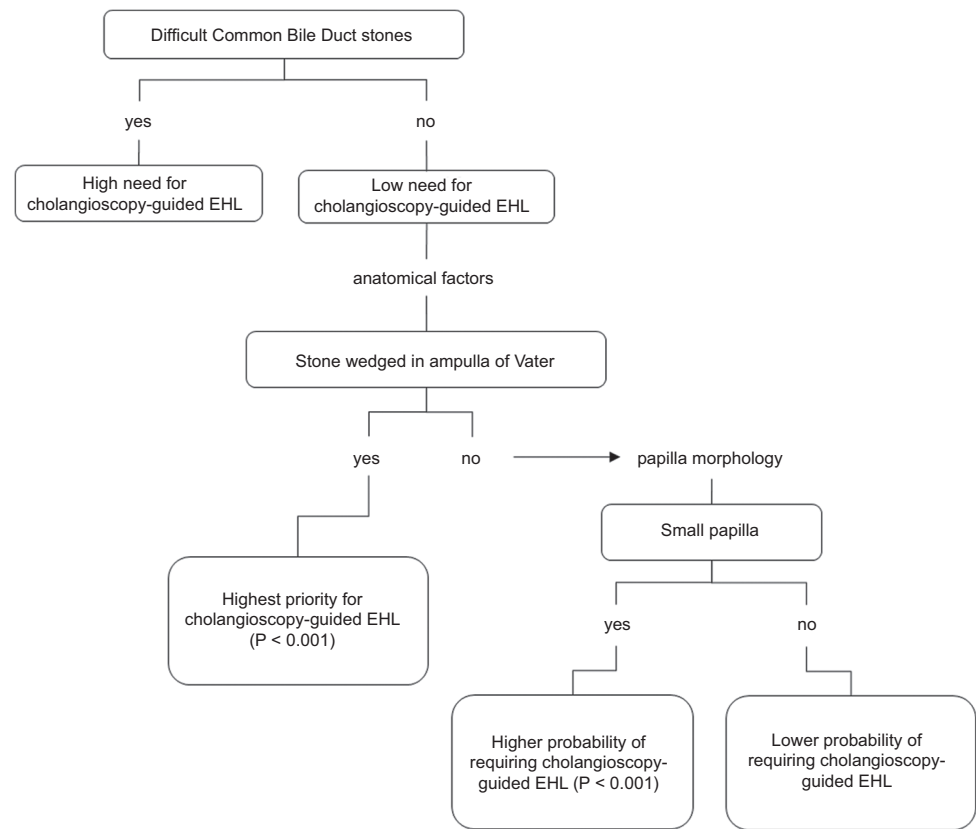 Difficult Common Bile Duct stones
yes
no
High need for
cholangioscopy-guided EHL
Low need for
cholangioscopy-guided EHL
anatomical factors
Stone wedged in ampulla of Vater
yes
no
papilla morphology
Small papilla
Highest priority for
cholangioscopy-guided EHL
(P < 0.001)
yes
no
Higher probability of
requiring cholangioscopy-
guided EHL (P < 0.001)
Lower probability of
requiring cholangioscopy-
guided EHL